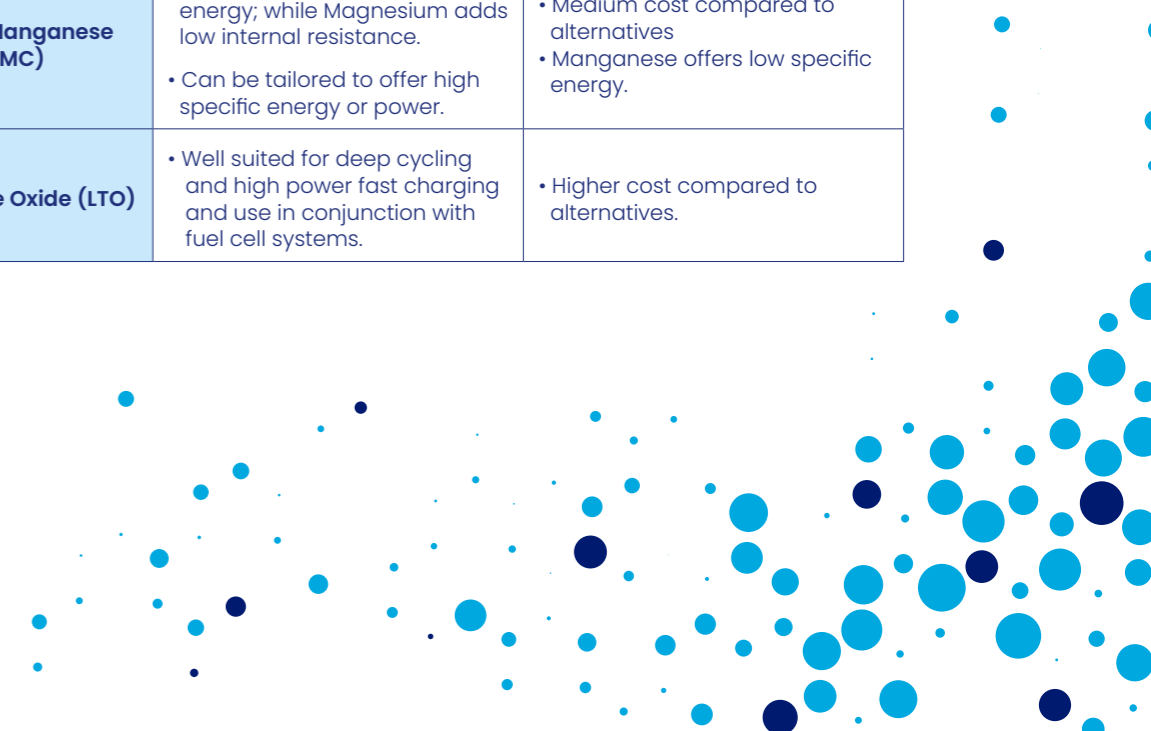 energy; while Magnesium adds
low internal resistance.
• Can be tailored to offer high
specific energy or power.
• Medium cost compared to
alternatives
• Manganese offers low specific
energy.
• Well suited for deep cycling
and high power fast charging
and use in conjunction with
fuel cell systems.
Oxide (LTO)
• Higher cost compared to
alternatives.